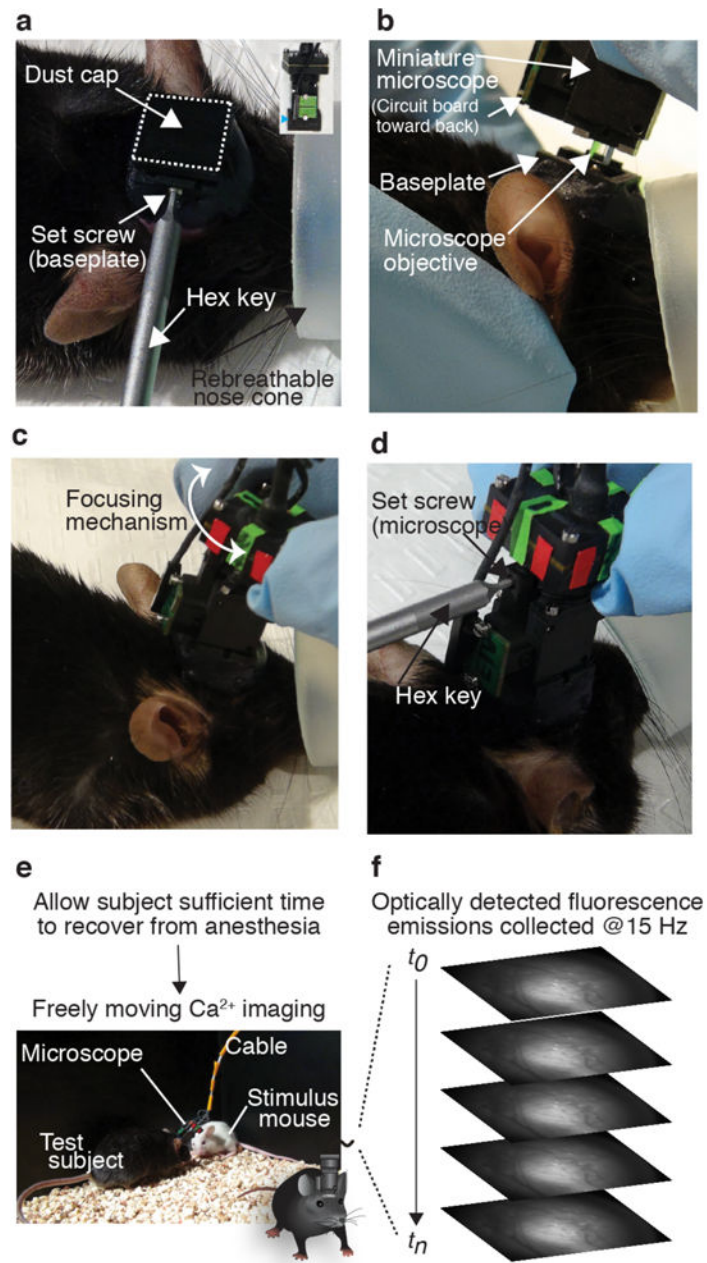 a
Dust cap
Set screw
(baseplate)
Hex key
Rebreathable
nose cone
b
Miniature
microscope
(Circuit board
toward back)
Baseplate
Microscope
objective
c
Focusing
mechanism
d
Set screw
(microscope)
Hex key
e
Allow subject sufficient time
to recover from anesthesia
Freely moving Ca²⁺ imaging
Microscope
Cable
Stimulus
mouse
Test
subject
f
Optically detected fluorescence
emissions collected @15 Hz
t₀
tₙ